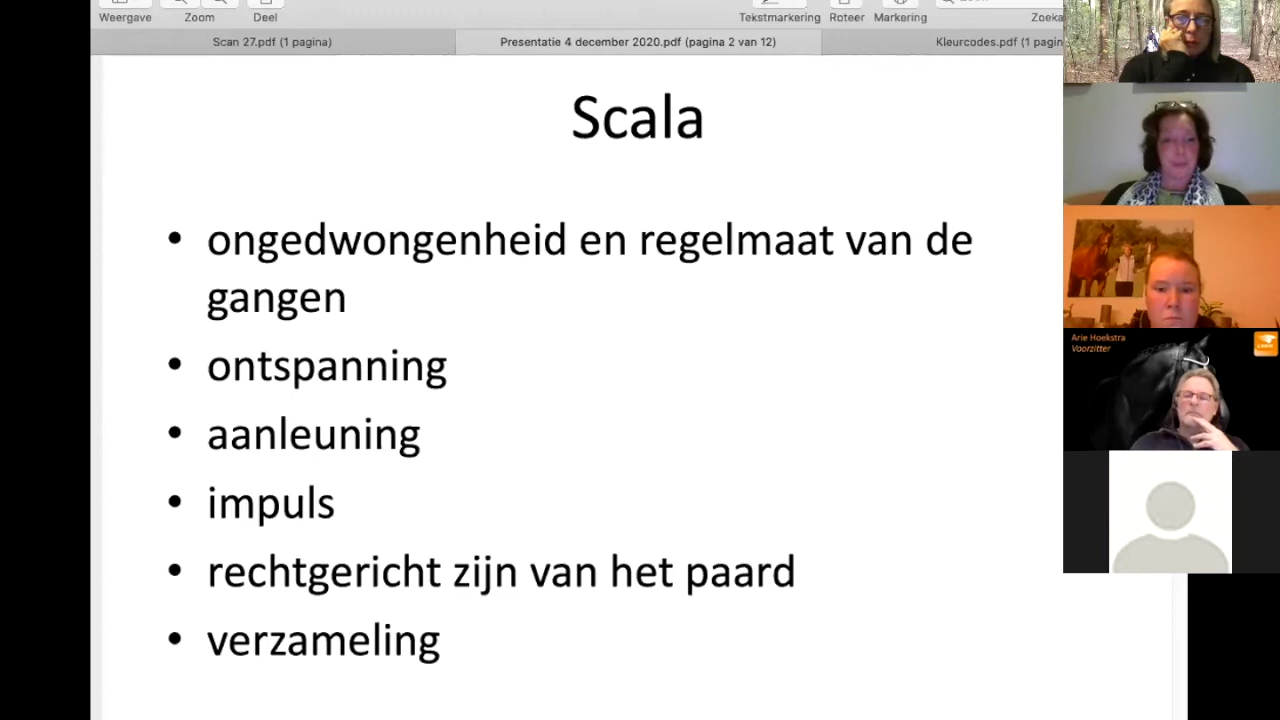 Weergave Zoom Deel Tekstmarkering Roteer Markering
Scan 27.pdf (1 pagina) Presentatie 4 december 2020.pdf (pagina 2 van 12) Kleurcodes.pdf (1
Scala
• ongedwongenheid en regelmaat van de
gangen
• ontspanning
• aanleuning
• impuls
• rechtgericht zijn van het paard
• verzameling
Arie Hoekstra
Voorzitter